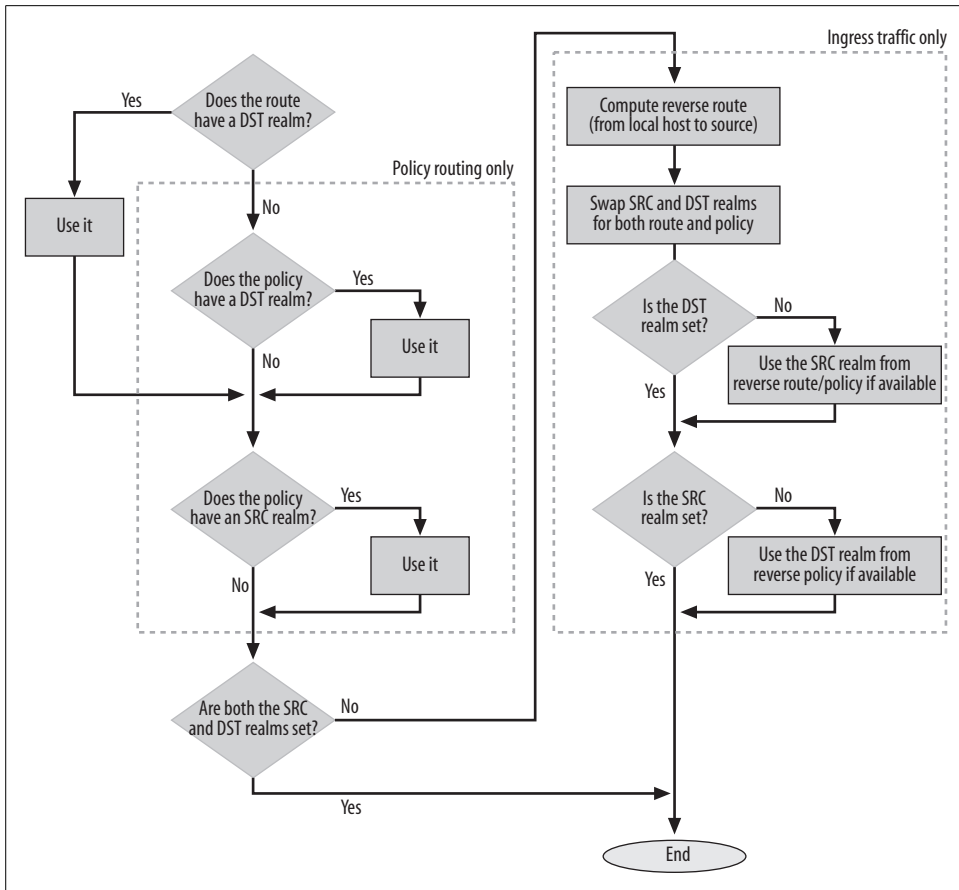 Ingress traffic only
Does the route
have a DST realm?
Yes
No
Use it
Policy routing only
Does the policy
have a DST realm?
Yes
Use it
No
Does the policy
have an SRC realm?
Yes
Use it
No
Are both the SRC
and DST realms set?
No
Yes
Compute reverse route
(from local host to source)
Swap SRC and DST realms
for both route and policy
Is the DST
realm set?
No
Use the SRC realm from
reverse route/policy if available
Yes
Is the SRC
realm set?
No
Use the DST realm from
reverse policy if available
Yes
End